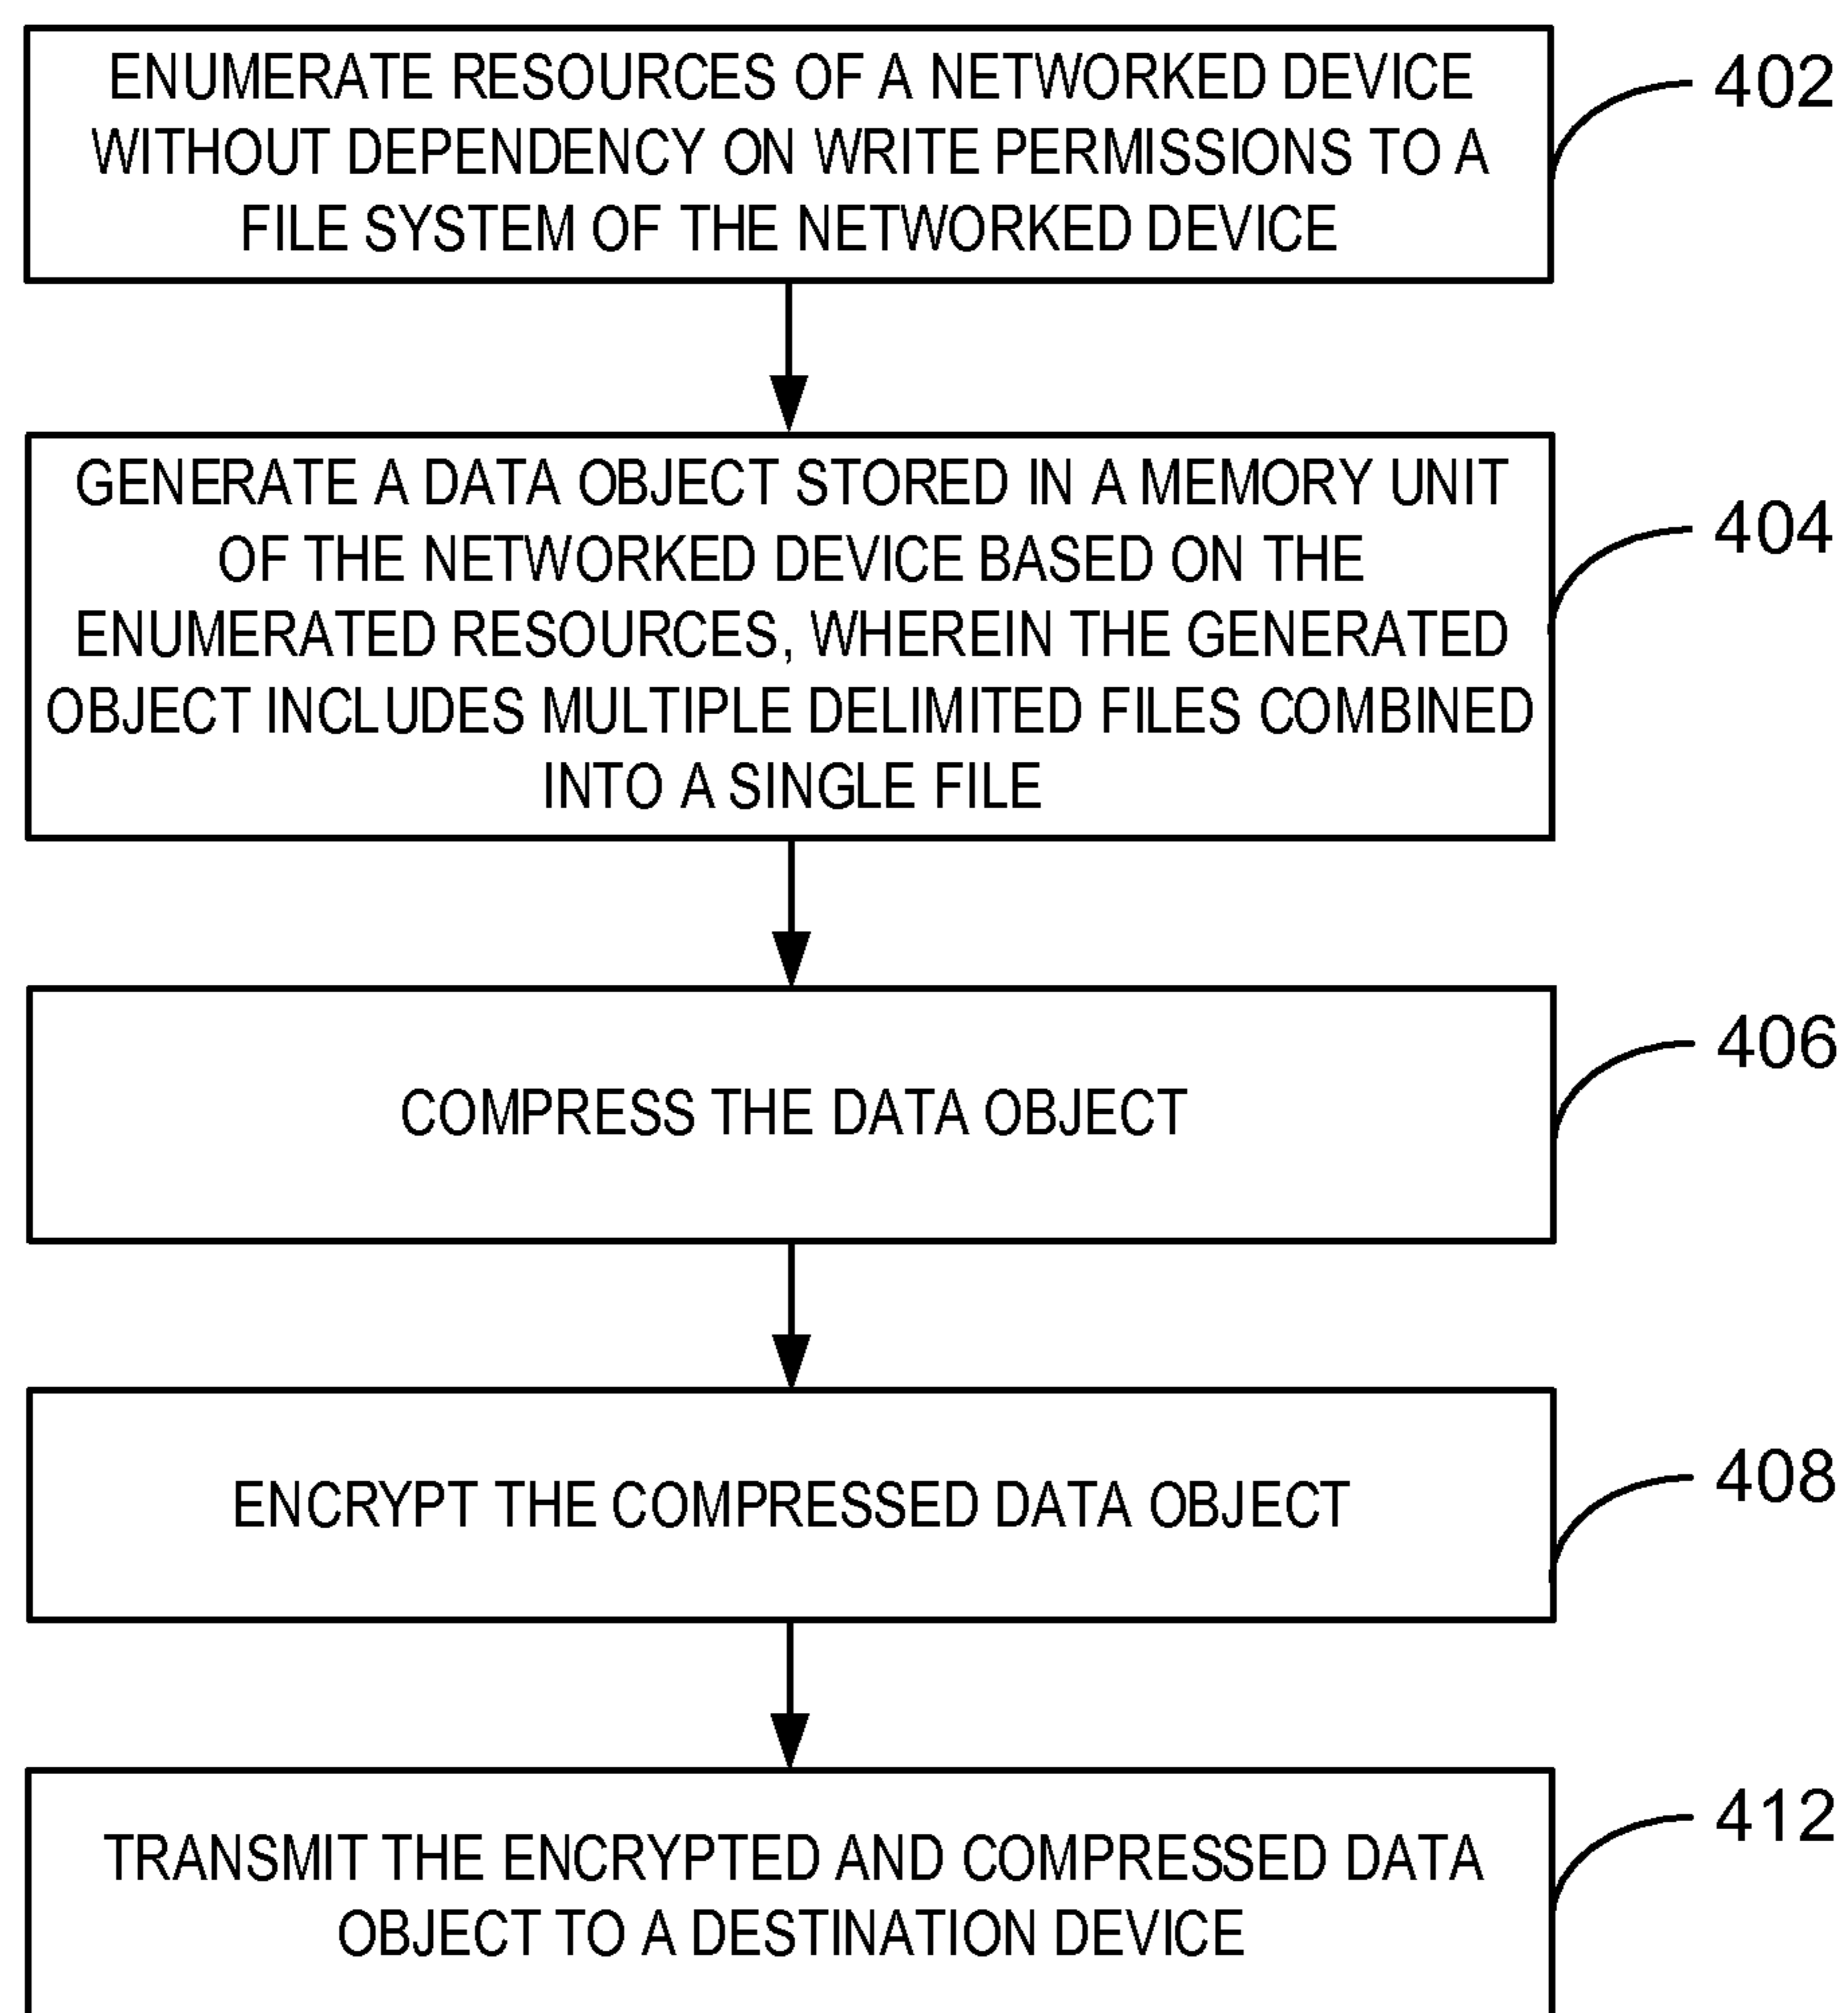 ENUMERATE RESOURCES OF A NETWORKED DEVICE
WITHOUT DEPENDENCY ON WRITE PERMISSIONS TO A
FILE SYSTEM OF THE NETWORKED DEVICE
402
GENERATE A DATA OBJECT STORED IN A MEMORY UNIT
OF THE NETWORKED DEVICE BASED ON THE
ENUMERATED RESOURCES, WHEREIN THE GENERATED
OBJECT INCLUDES MULTIPLE DELIMITED FILES COMBINED
INTO A SINGLE FILE
404
COMPRESS THE DATA OBJECT
406
ENCRYPT THE COMPRESSED DATA OBJECT
408
TRANSMIT THE ENCRYPTED AND COMPRESSED DATA
OBJECT TO A DESTINATION DEVICE
412